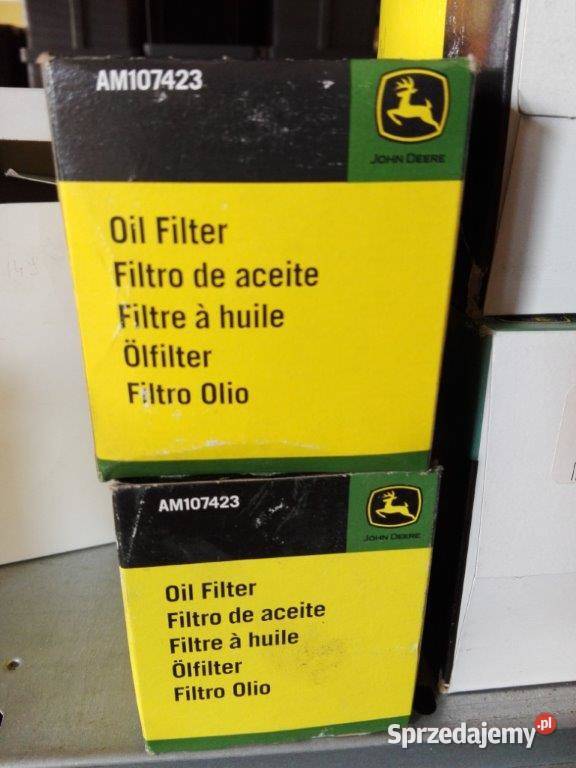 AM107423
JOHN DEERE
Oil Filter
Filtro de aceite
Filtre à huile
Ölfilter
Filtro Olio
AM107423
JOHN DEERE
Oil Filter
Filtro de aceite
Filtre à huile
Ölfilter
Filtro Olio
Sprzedajemy.pl